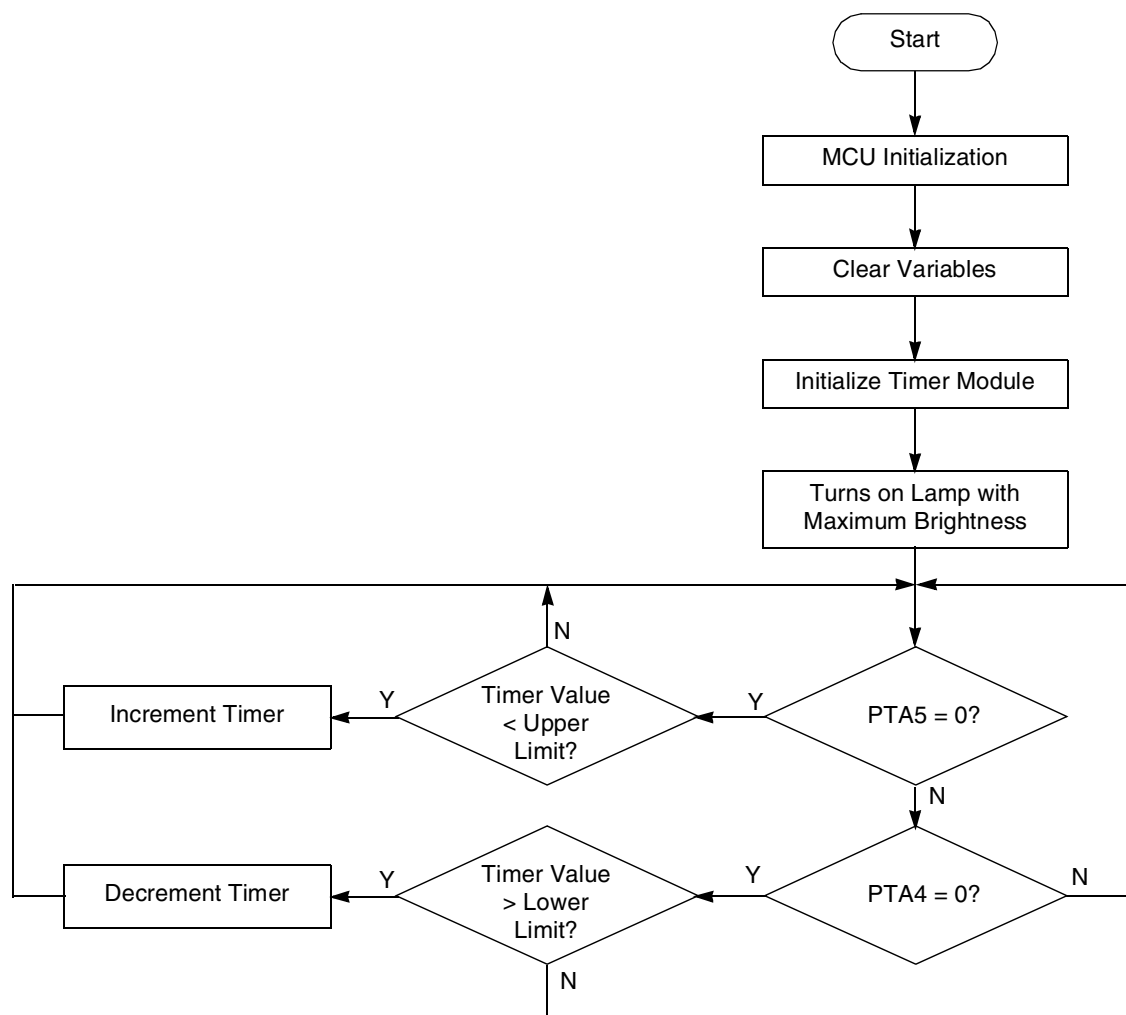 Start
MCU Initialization
Clear Variables
Initialize Timer Module
Turns on Lamp with
Maximum Brightness
N
Increment Timer
Y
Timer Value
< Upper
Limit?
Y
PTA5 = 0?
N
Decrement Timer
Y
Timer Value
> Lower
Limit?
Y
PTA4 = 0?
N
N